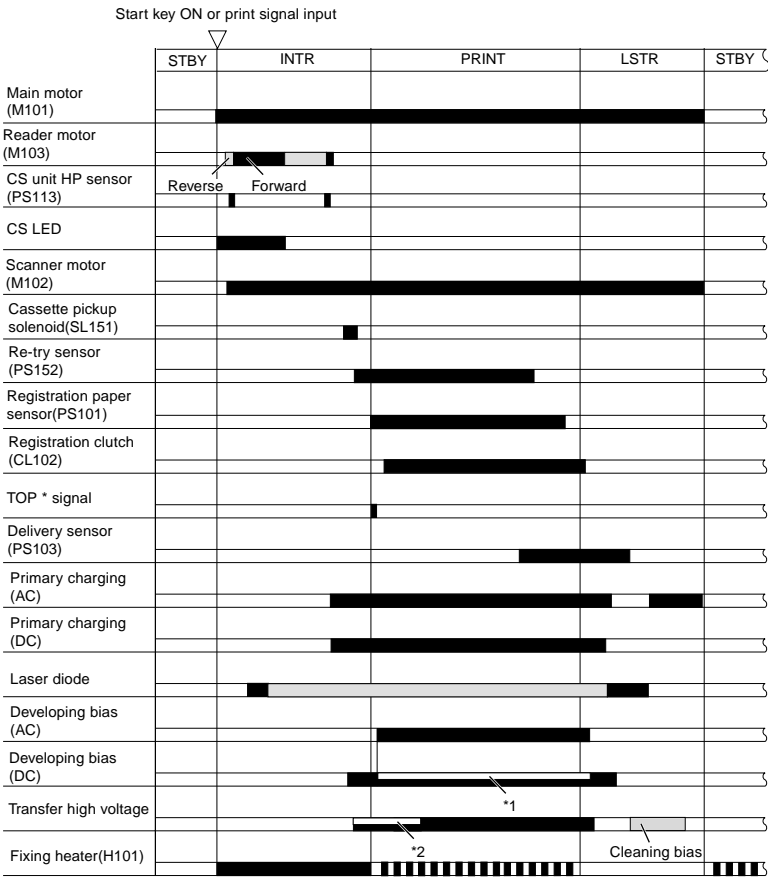 Start key ON or print signal input
STBY INTR PRINT LSTR STBY
Main motor
(M101)
Reader motor
(M103)
Reverse Forward
CS unit HP sensor
(PS113)
CS LED
Scanner motor
(M102)
Cassette pickup
solenoid(SL151)
Re-try sensor
(PS152)
Registration paper
sensor(PS101)
Registration clutch
(CL102)
TOP * signal
Delivery sensor
(PS103)
Primary charging
(AC)
Primary charging
(DC)
Laser diode
Developing bias
(AC)
Developing bias
(DC)
*1
Transfer high voltage
*2 Cleaning bias
Fixing heater(H101)